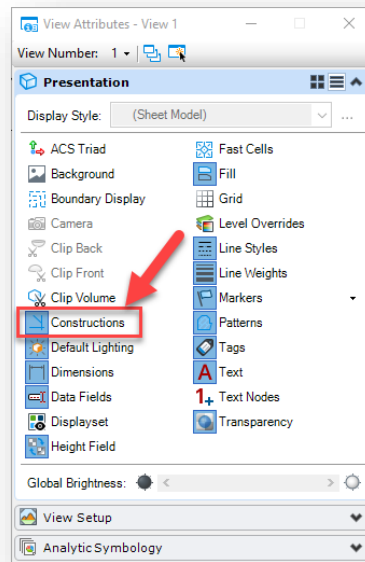 View Attributes - View 1
View Number: 1
Presentation
Display Style: (Sheet Model) ...
ACS Triad
Background
Boundary Display
Camera
Clip Back
Clip Front
Clip Volume
Constructions
Default Lighting
Dimensions
Data Fields
Displayset
Height Field
Fast Cells
Fill
Grid
Level Overrides
Line Styles
Line Weights
Markers
Patterns
Tags
Text
Text Nodes
Transparency
Global Brightness:
View Setup
Analytic Symbology